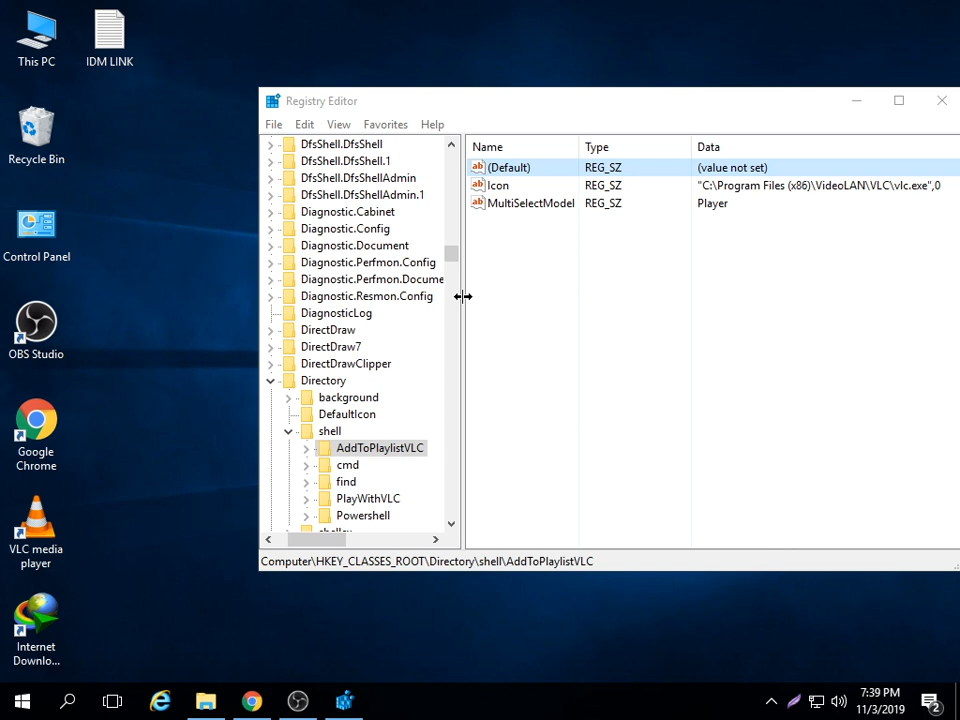 This PC
IDM LINK
Recycle Bin
Control Panel
OBS Studio
Google
Chrome
VLC media
player
Internet
Downlo...
Registry Editor
File Edit View Favorites Help
DfsShell.DfsShell
DfsShell.DfsShell.1
DfsShell.DfsShellAdmin
DfsShell.DfsShellAdmin.1
Diagnostic.Cabinet
Diagnostic.Config
Diagnostic.Document
Diagnostic.Perfmon.Config
Diagnostic.Perfmon.Docume
Diagnostic.Resmon.Config
DiagnosticLog
DirectDraw
DirectDraw7
DirectDrawClipper
Directory
background
DefaultIcon
shell
AddToPlaylistVLC
cmd
find
PlayWithVLC
Powershell
shellex
Name Type Data
(Default) REG_SZ (value not set)
Icon REG_SZ "C:\Program Files (x86)\VideoLAN\VLC\vlc.exe",0
MultiSelectModel REG_SZ Player
Computer\HKEY_CLASSES_ROOT\Directory\shell\AddToPlaylistVLC
7:39 PM
11/3/2019
2